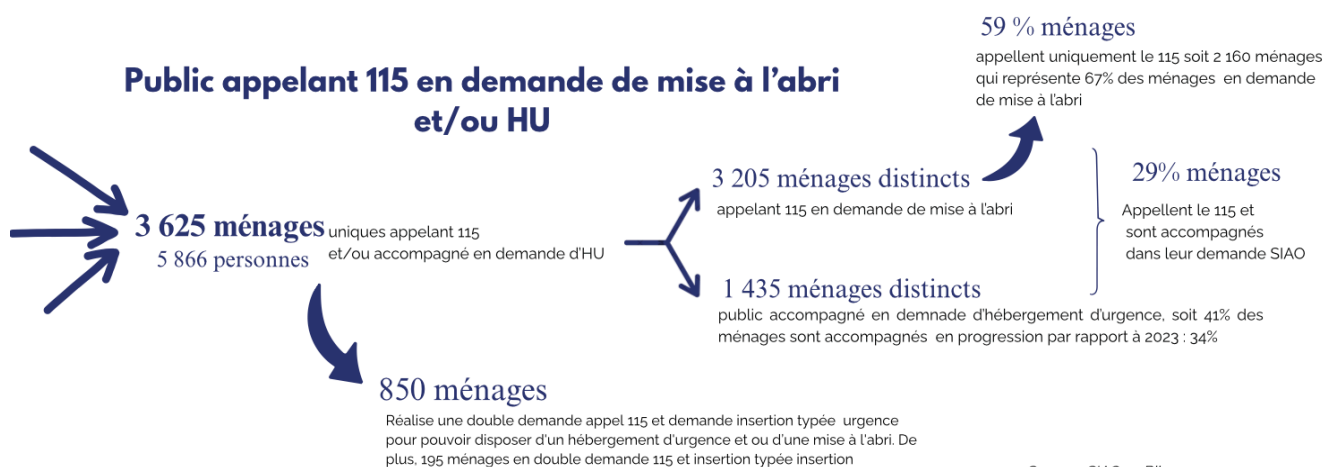 Public appelant 115 en demande de mise à l'abri
et/ou HU
59 % ménages
appellent uniquement le 115 soit 2 160 ménages
qui représente 67% des ménages en demande
de mise à l'abri
3 625 ménages
5 866 personnes
uniques appelant 115
et/ou accompagné en demande d'HU
3 205 ménages distincts
appelant 115 en demande de mise à l'abri
29% ménages
Appellent le 115 et
sont accompagnés
dans leur demande SIAO
1 435 ménages distincts
public accompagné en demnade d'hébergement d'urgence, soit 41% des
ménages sont accompagnés en progression par rapport à 2023 : 34%
850 ménages
Réalise une double demande appel 115 et demande insertion typée urgence
pour pouvoir disposer d'un hébergement d'urgence et ou d'une mise à l'abri. De
plus, 195 ménages en double demande 115 et insertion typée insertion